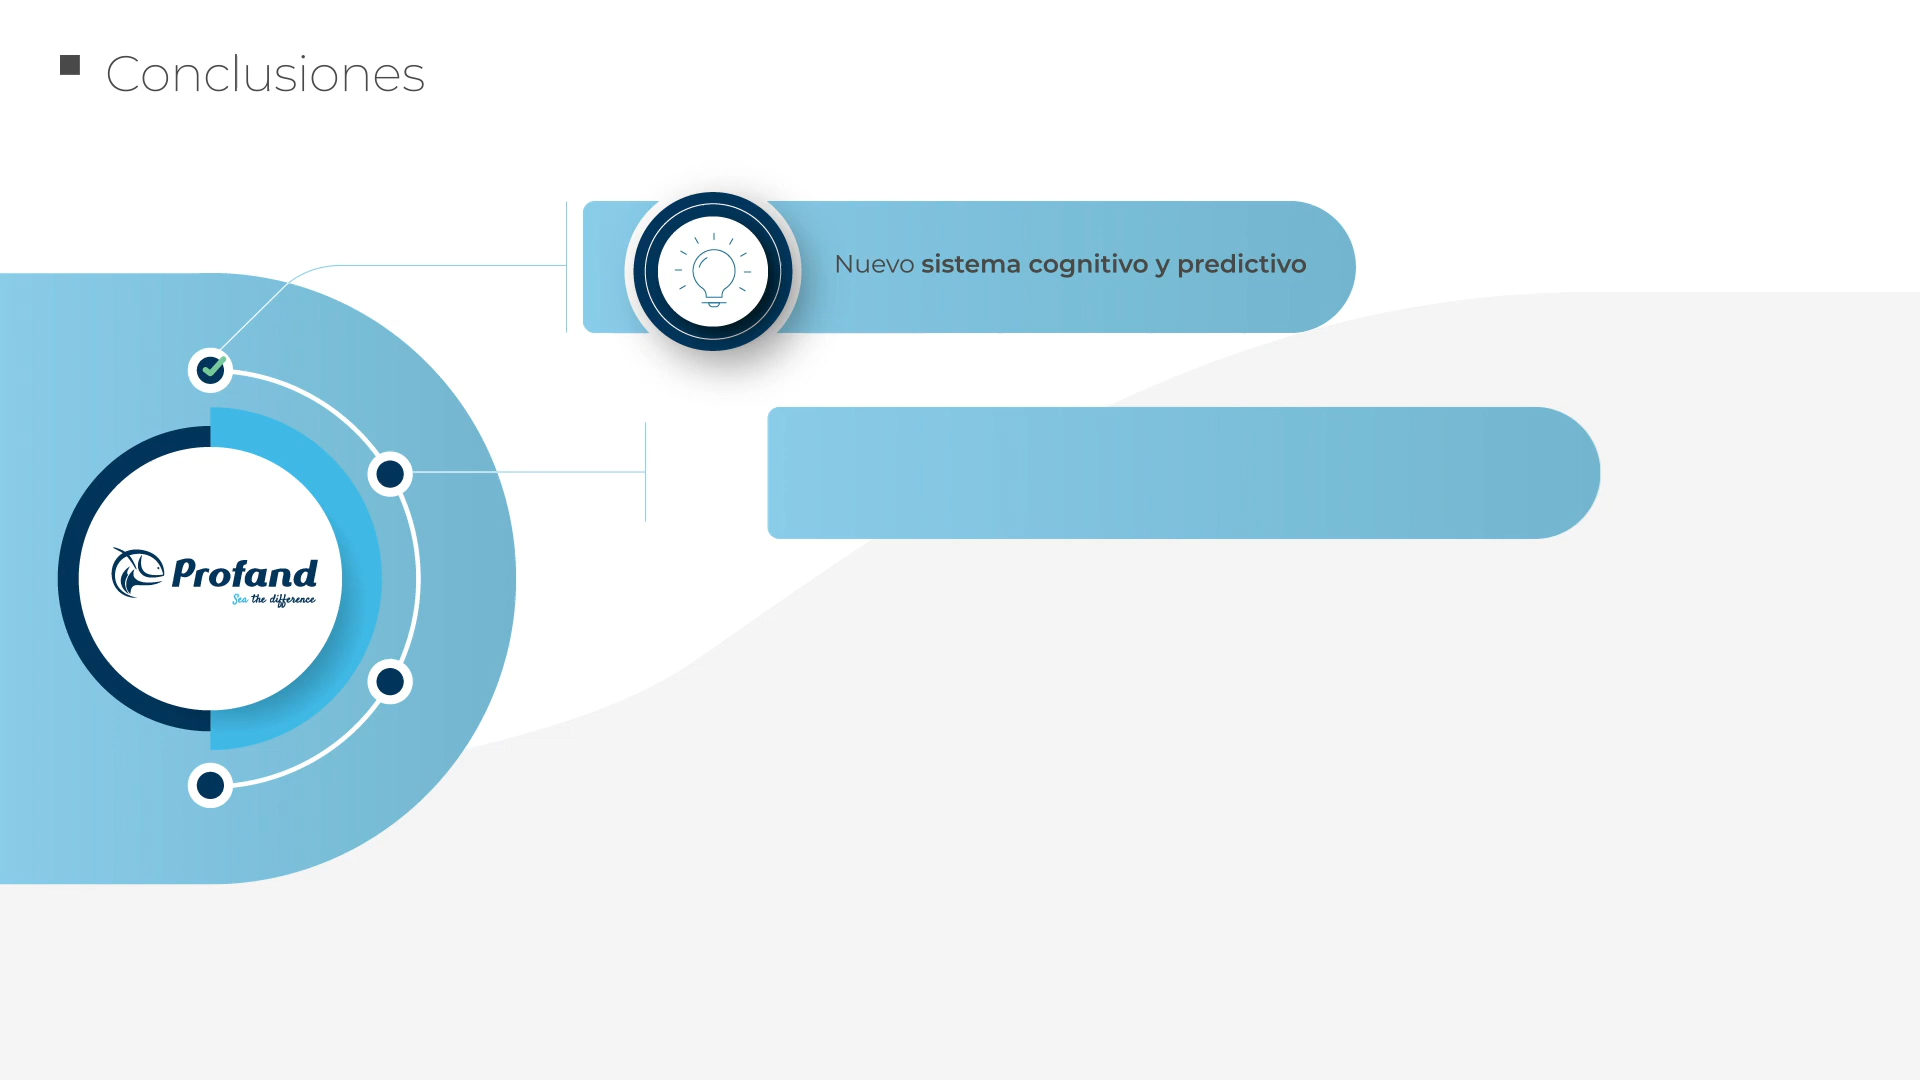 Conclusiones
Nuevo sistema cognitivo y predictivo
Profand
Sea the difference